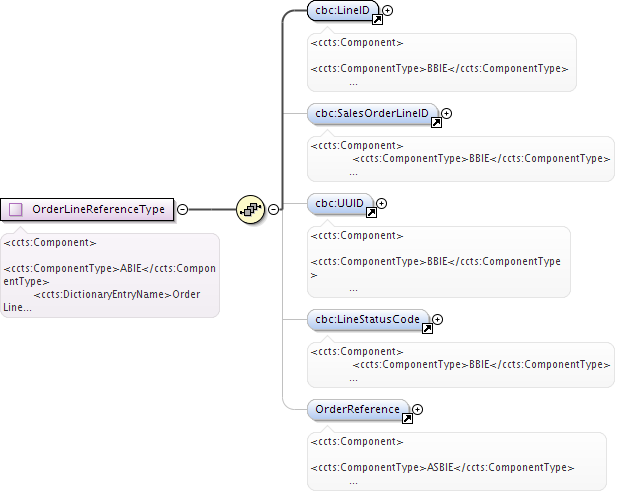 cbc:LineID
<ccts:Component>
<ccts:ComponentType>BBIE</ccts:ComponentType>
...
cbc:SalesOrderLineID
<ccts:Component>
<ccts:ComponentType>BBIE</ccts:ComponentType>
...
OrderLineReferenceType
<ccts:Component>
<ccts:ComponentType>ABIE</ccts:Compon
entType>
<ccts:DictionaryEntryName>Order
Line...
cbc:UUID
<ccts:Component>
<ccts:ComponentType>BBIE</ccts:ComponentType
>
...
cbc:LineStatusCode
<ccts:Component>
<ccts:ComponentType>BBIE</ccts:ComponentType>
...
OrderReference
<ccts:Component>
<ccts:ComponentType>ASBIE</ccts:ComponentType>
...